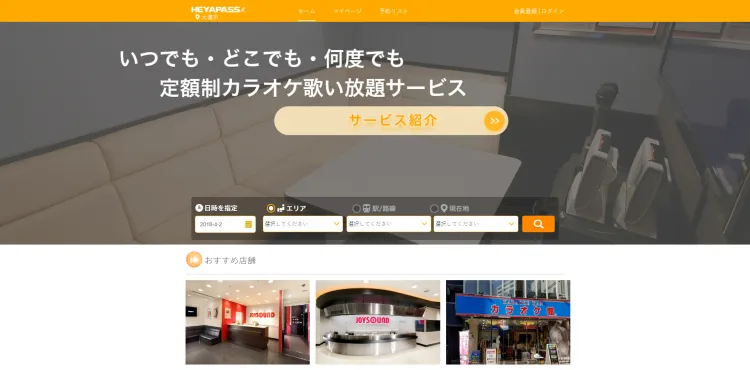 HEYAPASS
大連市
ホーム マイページ 予約リスト 会員登録 | ログイン
いつでも・どこでも・何度でも
定額制カラオケ歌い放題サービス
サービス紹介
日時を指定 エリア 駅/路線 現在地
2018-6-2 選択してください 選択してください 選択してください
おすすめ店舗
JOYSOUND JOYSOUND カラオケ館